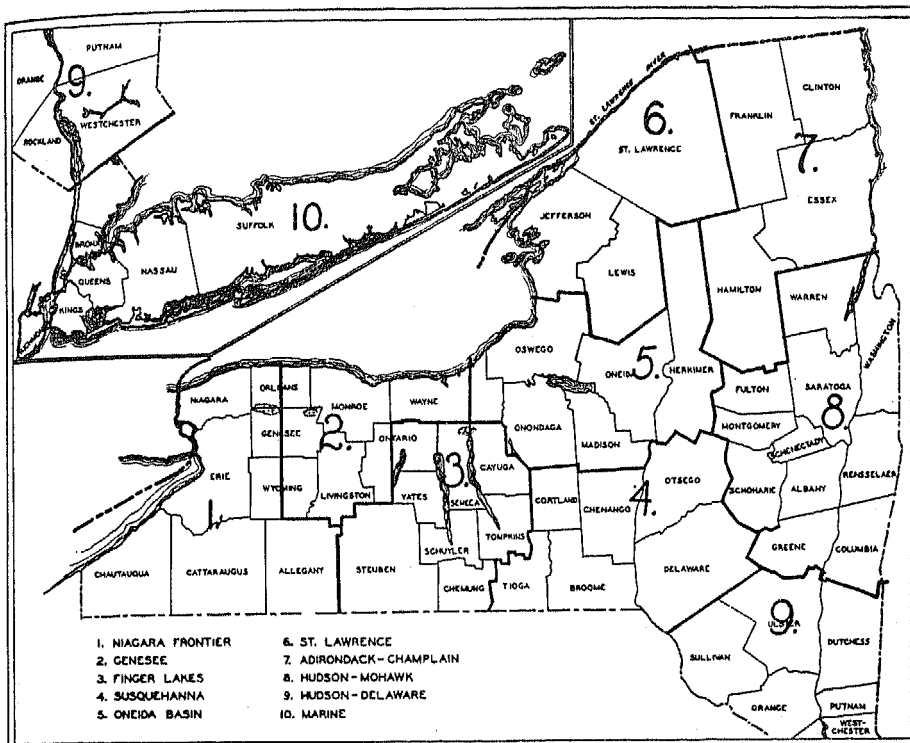 PUTNAM
ORANGE
9.
WESTCHESTER
ROCKLAND
SUFFOLK
10.
BRONX
QUEENS
NASSAU
KINGS
ST. LAWRENCE RIVER
6.
ST. LAWRENCE
FRANKLIN
CLINTON
7.
ESSEX
JEFFERSON
LEWIS
HAMILTON
WARREN
WASHINGTON
OSWEGO
ONEIDA
5.
HERKIMER
FULTON
SARATOGA
8.
MONTGOMERY
SCHENECTADY
NIAGARA
ORLEANS
MONROE
WAYNE
2.
GENESEE
ONTARIO
ONONDAGA
MADISON
ERIE
WYOMING
LIVINGSTON
3.
CAYUGA
YATES
SENECA
CORTLAND
CHENANGO
4.
OTSEGO
SCHOHARIE
ALBANY
RENSSELAER
1
SCHUYLER
TOMPKINS
GREENE
COLUMBIA
CHAUTAUQUA
CATTARAUGUS
ALLEGANY
STEUBEN
CHEMUNG
TIOGA
BROOME
DELAWARE
9.
ULSTER
DUTCHESS
SULLIVAN
ORANGE
PUTNAM
WEST-
CHESTER
1. NIAGARA FRONTIER
2. GENESEE
3. FINGER LAKES
4. SUSQUEHANNA
5. ONEIDA BASIN
6. ST. LAWRENCE
7. ADIRONDACK-CHAMPLAIN
8. HUDSON-MOHAWK
9. HUDSON-DELAWARE
10. MARINE